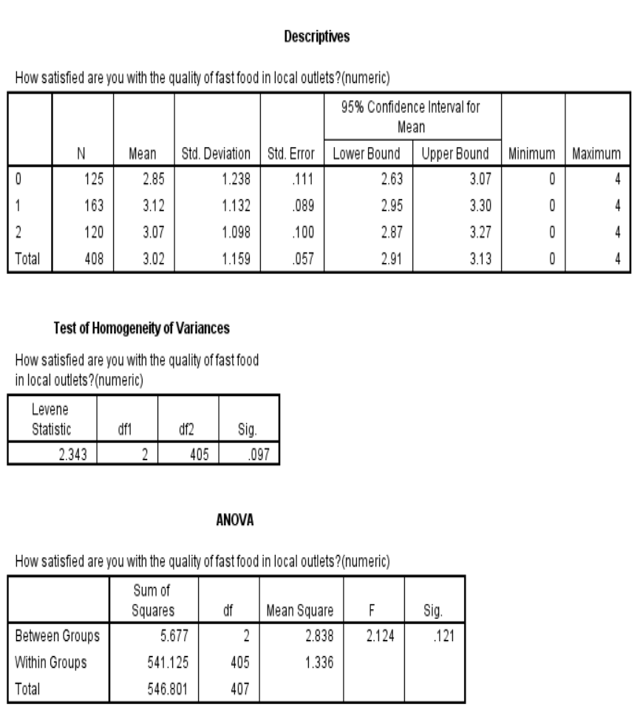 Descriptives
How satisfied are you with the quality of fast food in local outlets?(numeric)
95% Confidence Interval for
Mean
N Mean Std. Deviation Std. Error Lower Bound Upper Bound Minimum Maximum
0 125 2.85 1.238 .111 2.63 3.07 0 4
1 163 3.12 1.132 .089 2.95 3.30 0 4
2 120 3.07 1.098 .100 2.87 3.27 0 4
Total 408 3.02 1.159 .057 2.91 3.13 0 4
Test of Homogeneity of Variances
How satisfied are you with the quality of fast food
in local outlets?(numeric)
Levene
Statistic df1 df2 Sig.
2.343 2 405 .097
ANOVA
How satisfied are you with the quality of fast food in local outlets?(numeric)
Sum of
Squares df Mean Square F Sig.
Between Groups 5.677 2 2.838 2.124 .121
Within Groups 541.125 405 1.336
Total 546.801 407